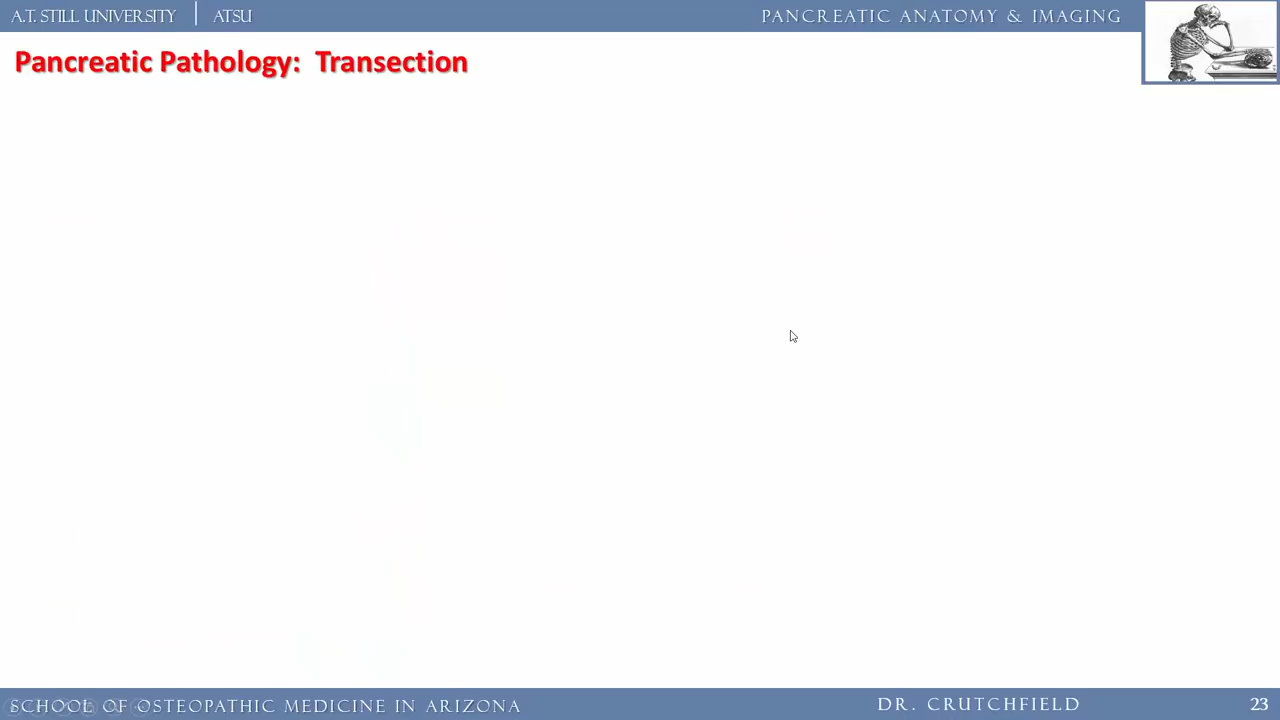 A.T. STILL UNIVERSITY | ATSU
PANCREATIC ANATOMY & IMAGING
Pancreatic Pathology: Transection
SCHOOL OF OSTEOPATHIC MEDICINE IN ARIZONA
DR. CRUTCHFIELD
23